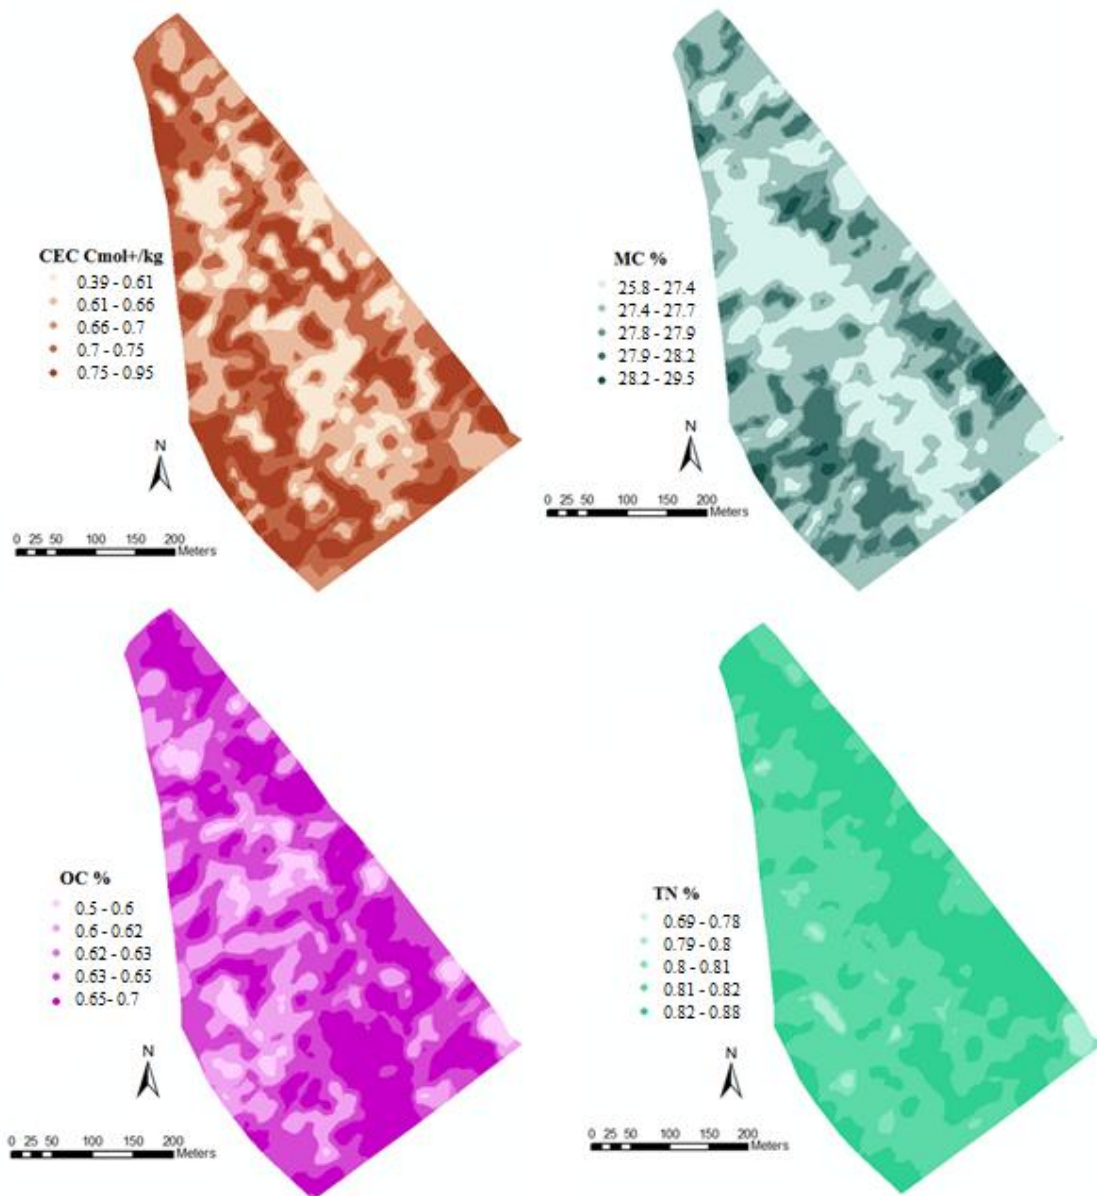 CEC Cmol+/kg
0.39 - 0.61
0.61 - 0.66
0.66 - 0.7
0.7 - 0.75
0.75 - 0.95
N
0 25 50 100 150 200
Meters
MC %
25.8 - 27.4
27.4 - 27.7
27.8 - 27.9
27.9 - 28.2
28.2 - 29.5
N
0 25 50 100 150 200
Meters
OC %
0.5 - 0.6
0.6 - 0.62
0.62 - 0.63
0.63 - 0.65
0.65- 0.7
N
0 25 50 100 150 200
Meters
TN %
0.69 - 0.78
0.79 - 0.8
0.8 - 0.81
0.81 - 0.82
0.82 - 0.88
N
0 25 50 100 150 200
Meters